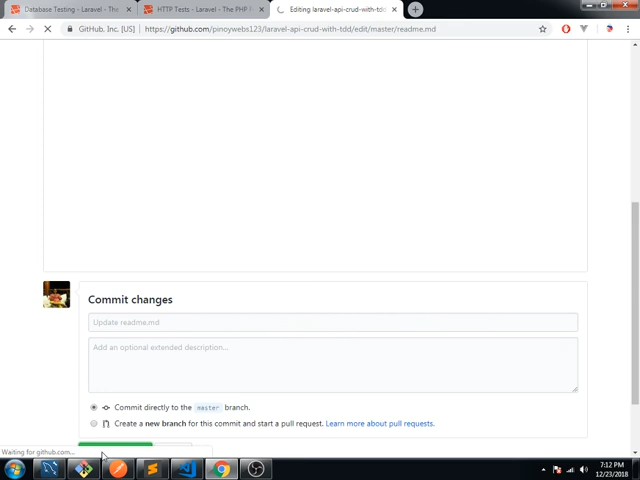 Database Testing - Laravel - The
HTTP Tests - Laravel - The PHP F
Editing laravel-api-crud-with-tdd
GitHub, Inc. [US]
https://github.com/pinoywebs123/laravel-api-crud-with-tdd/edit/master/readme.md
Commit changes
Update readme.md
Add an optional extended description...
Commit directly to the master branch.
Create a new branch for this commit and start a pull request. Learn more about pull requests.
Waiting for github.com...
7:12 PM
12/23/2018